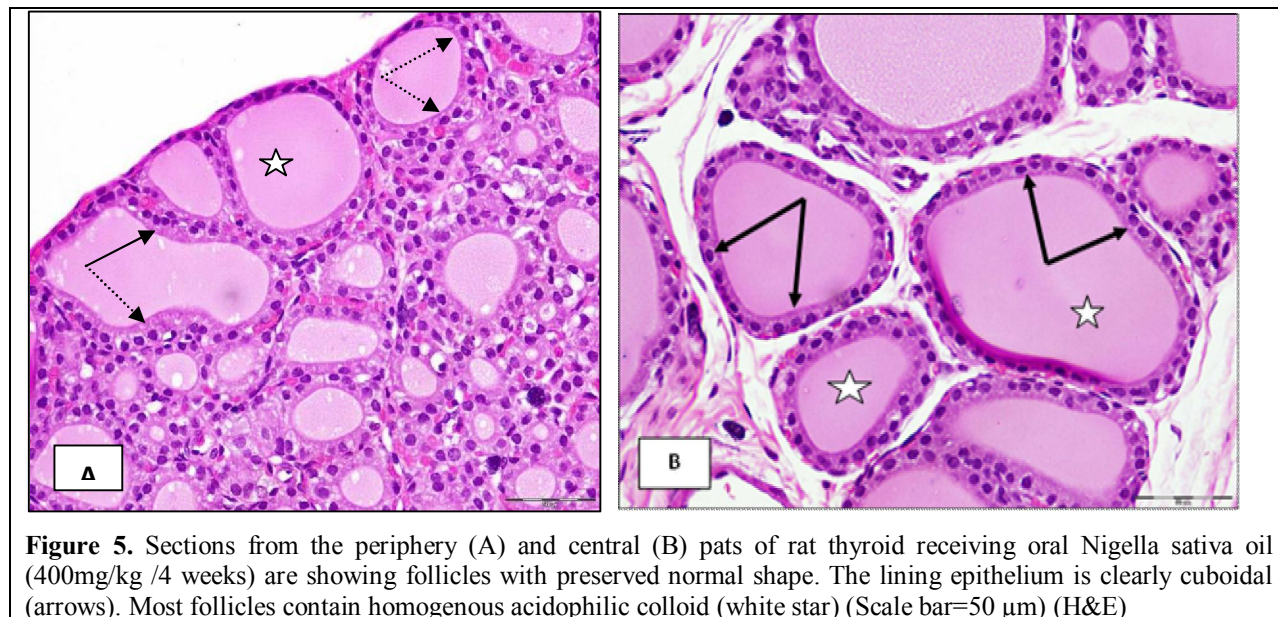 A
B
Figure 5. Sections from the periphery (A) and central (B) pats of rat thyroid receiving oral Nigella sativa oil
(400mg/kg /4 weeks) are showing follicles with preserved normal shape. The lining epithelium is clearly cuboidal
(arrows). Most follicles contain homogenous acidophilic colloid (white star) (Scale bar=50 µm) (H&E)